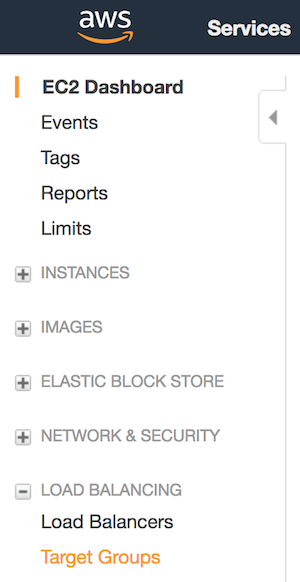 aws
Services
EC2 Dashboard
Events
Tags
Reports
Limits
INSTANCES
IMAGES
ELASTIC BLOCK STORE
NETWORK & SECURITY
LOAD BALANCING
Load Balancers
Target Groups